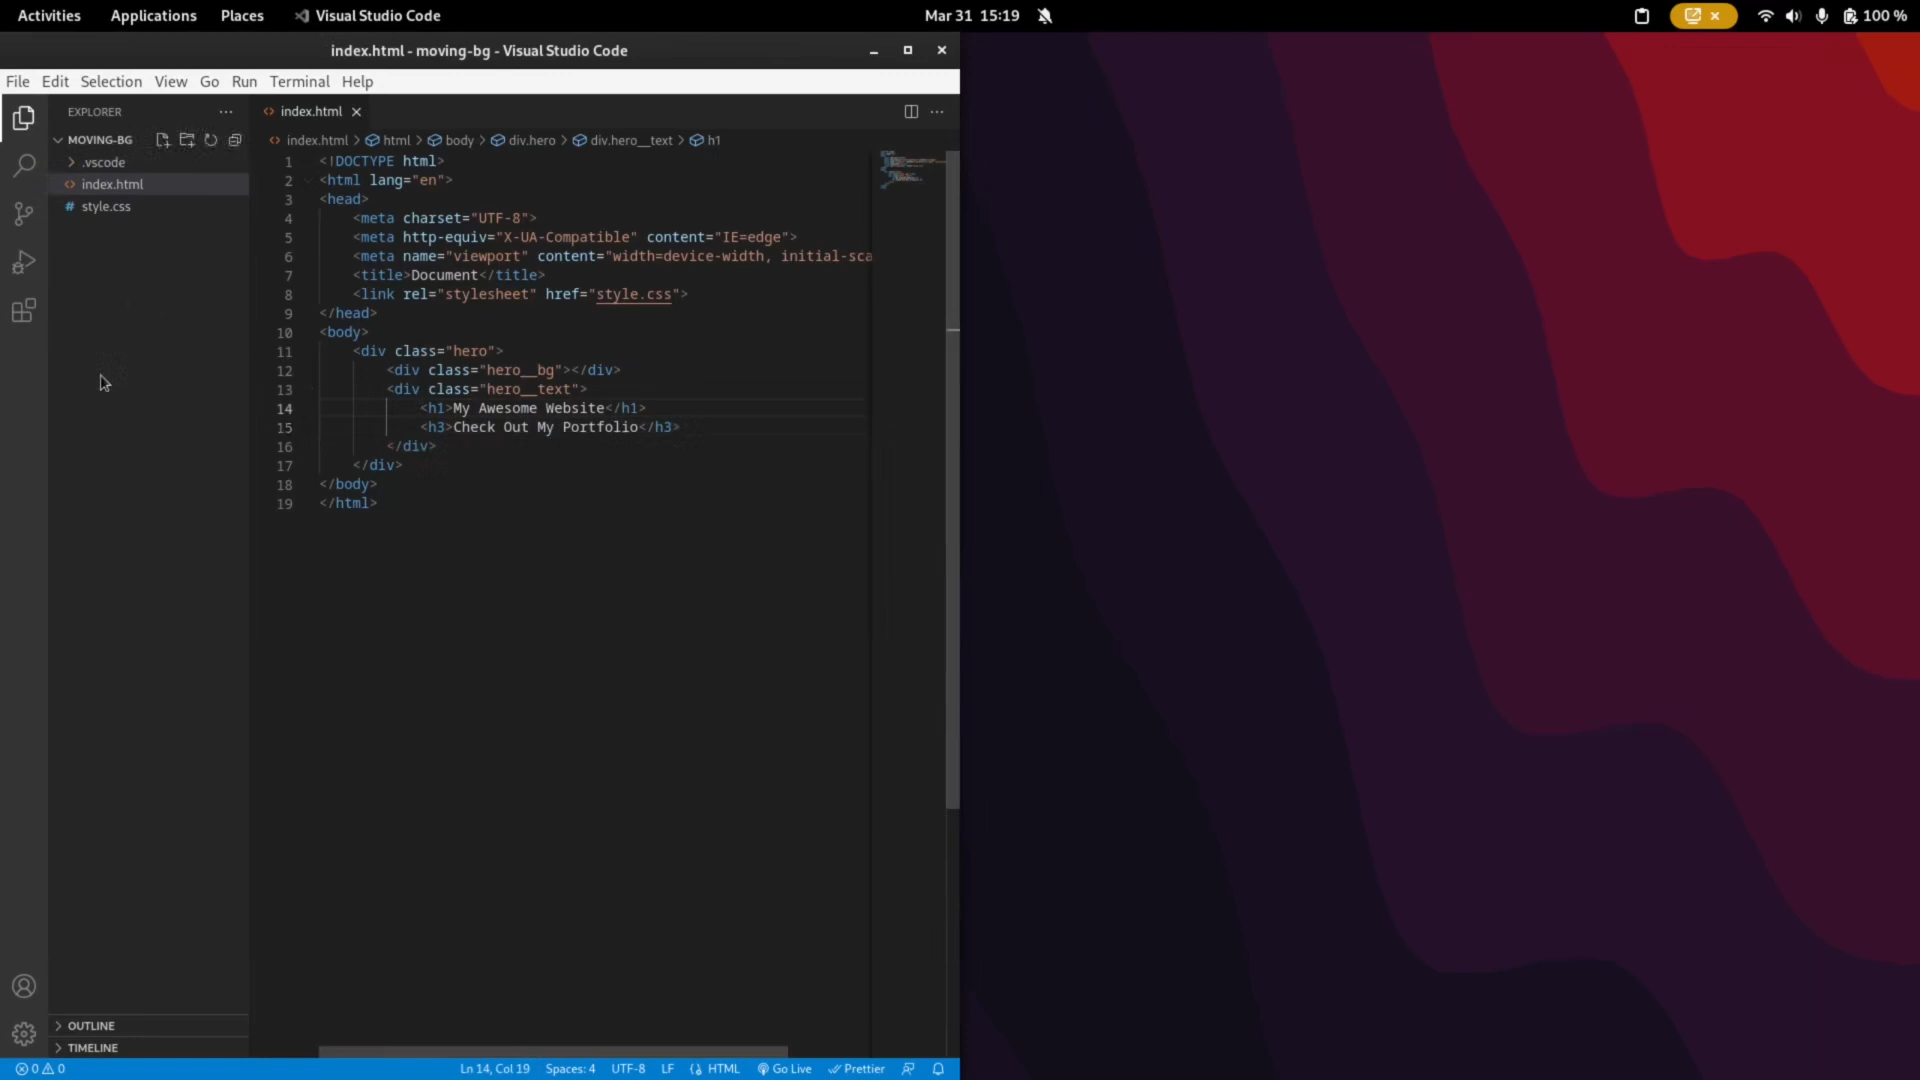 Activities Applications Places Visual Studio Code Mar 31 15:19 100 %
index.html - moving-bg - Visual Studio Code
File Edit Selection View Go Run Terminal Help
EXPLORER
MOVING-BG
.vscode
index.html
style.css
index.html
index.html > html > body > div.hero > div.hero__text > h1
1 <!DOCTYPE html>
2 <html lang="en">
3 <head>
4 <meta charset="UTF-8">
5 <meta http-equiv="X-UA-Compatible" content="IE=edge">
6 <meta name="viewport" content="width=device-width, initial-sca
7 <title>Document</title>
8 <link rel="stylesheet" href="style.css">
9 </head>
10 <body>
11 <div class="hero">
12 <div class="hero__bg"></div>
13 <div class="hero__text">
14 <h1>My Awesome Website</h1>
15 <h3>Check Out My Portfolio</h3>
16 </div>
17 </div>
18 </body>
19 </html>
OUTLINE
TIMELINE
0 0 Ln 14, Col 19 Spaces: 4 UTF-8 LF HTML Go Live Prettier